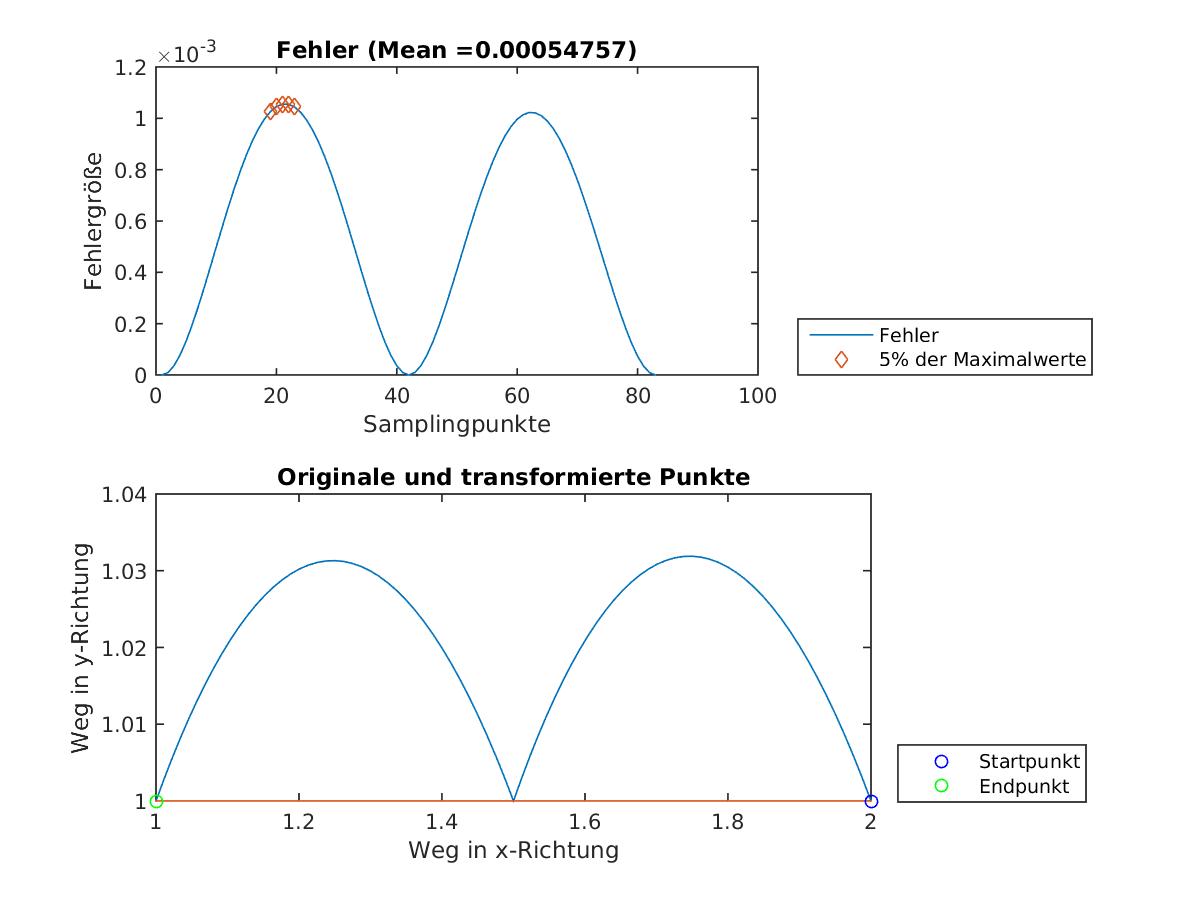 ×10-3
Fehler (Mean =0.00054757)
1.2
1
0.8
0.6
0.4
0.2
0
Fehlergröße
0 20 40 60 80 100
Samplingpunkte
Fehler
5% der Maximalwerte
Originale und transformierte Punkte
1.04
1.03
1.02
1.01
1
Weg in y-Richtung
1 1.2 1.4 1.6 1.8 2
Weg in x-Richtung
Startpunkt
Endpunkt